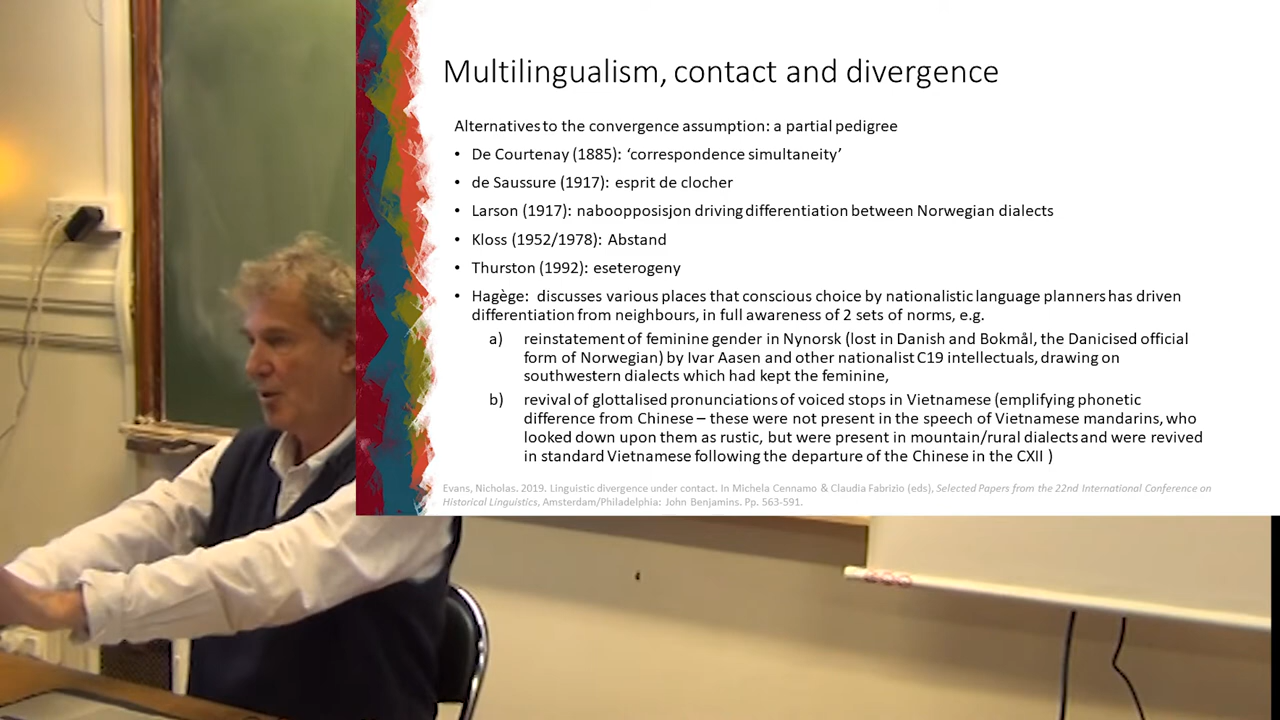 Multilingualism, contact and divergence
Alternatives to the convergence assumption: a partial pedigree
• De Courtenay (1885): ‘correspondence simultaneity’
• de Saussure (1917): esprit de clocher
• Larson (1917): naboopposisjon driving differentiation between Norwegian dialects
• Kloss (1952/1978): Abstand
• Thurston (1992): eseterogeny
• Hagège: discusses various places that conscious choice by nationalistic language planners has driven
differentiation from neighbours, in full awareness of 2 sets of norms, e.g.
a) reinstatement of feminine gender in Nynorsk (lost in Danish and Bokmål, the Danicised official
form of Norwegian) by Ivar Aasen and other nationalist C19 intellectuals, drawing on
southwestern dialects which had kept the feminine,
b) revival of glottalised pronunciations of voiced stops in Vietnamese (emplifying phonetic
difference from Chinese – these were not present in the speech of Vietnamese mandarins, who
looked down upon them as rustic, but were present in mountain/rural dialects and were revived
in standard Vietnamese following the departure of the Chinese in the CXII )
Evans, Nicholas. 2019. Linguistic divergence under contact. In Michela Cennamo & Claudia Fabrizio (eds), Selected Papers from the 22nd International Conference on
Historical Linguistics, Amsterdam/Philadelphia: John Benjamins. Pp. 563-591.